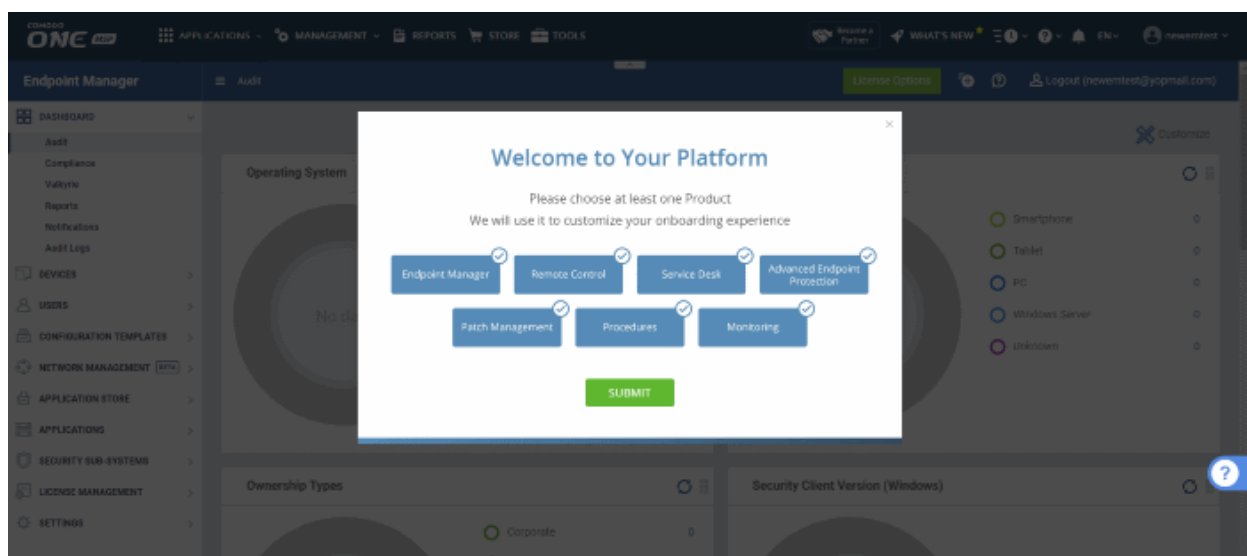 COMODO
ONE MSP
APPLICATIONS
MANAGEMENT
REPORTS
STORE
TOOLS
Become a
Partner
WHAT'S NEW
EN
newemtest
Endpoint Manager
Audit
License Options
Logout (newemtest@yopmail.com)
DASHBOARD
Audit
Compliance
Valkyrie
Reports
Notifications
Audit Logs
DEVICES
USERS
CONFIGURATION TEMPLATES
NETWORK MANAGEMENT BETA
APPLICATION STORE
APPLICATIONS
SECURITY SUB-SYSTEMS
LICENSE MANAGEMENT
SETTINGS
Customize
Operating System
No
Smartphone 0
Tablet 0
PC 0
Windows Server 0
Unknown 0
Welcome to Your Platform
Please choose at least one Product
We will use it to customize your onboarding experience
Endpoint Manager
Remote Control
Service Desk
Advanced Endpoint
Protection
Patch Management
Procedures
Monitoring
SUBMIT
?
Ownership Types
Corporate 0
Security Client Version (Windows)